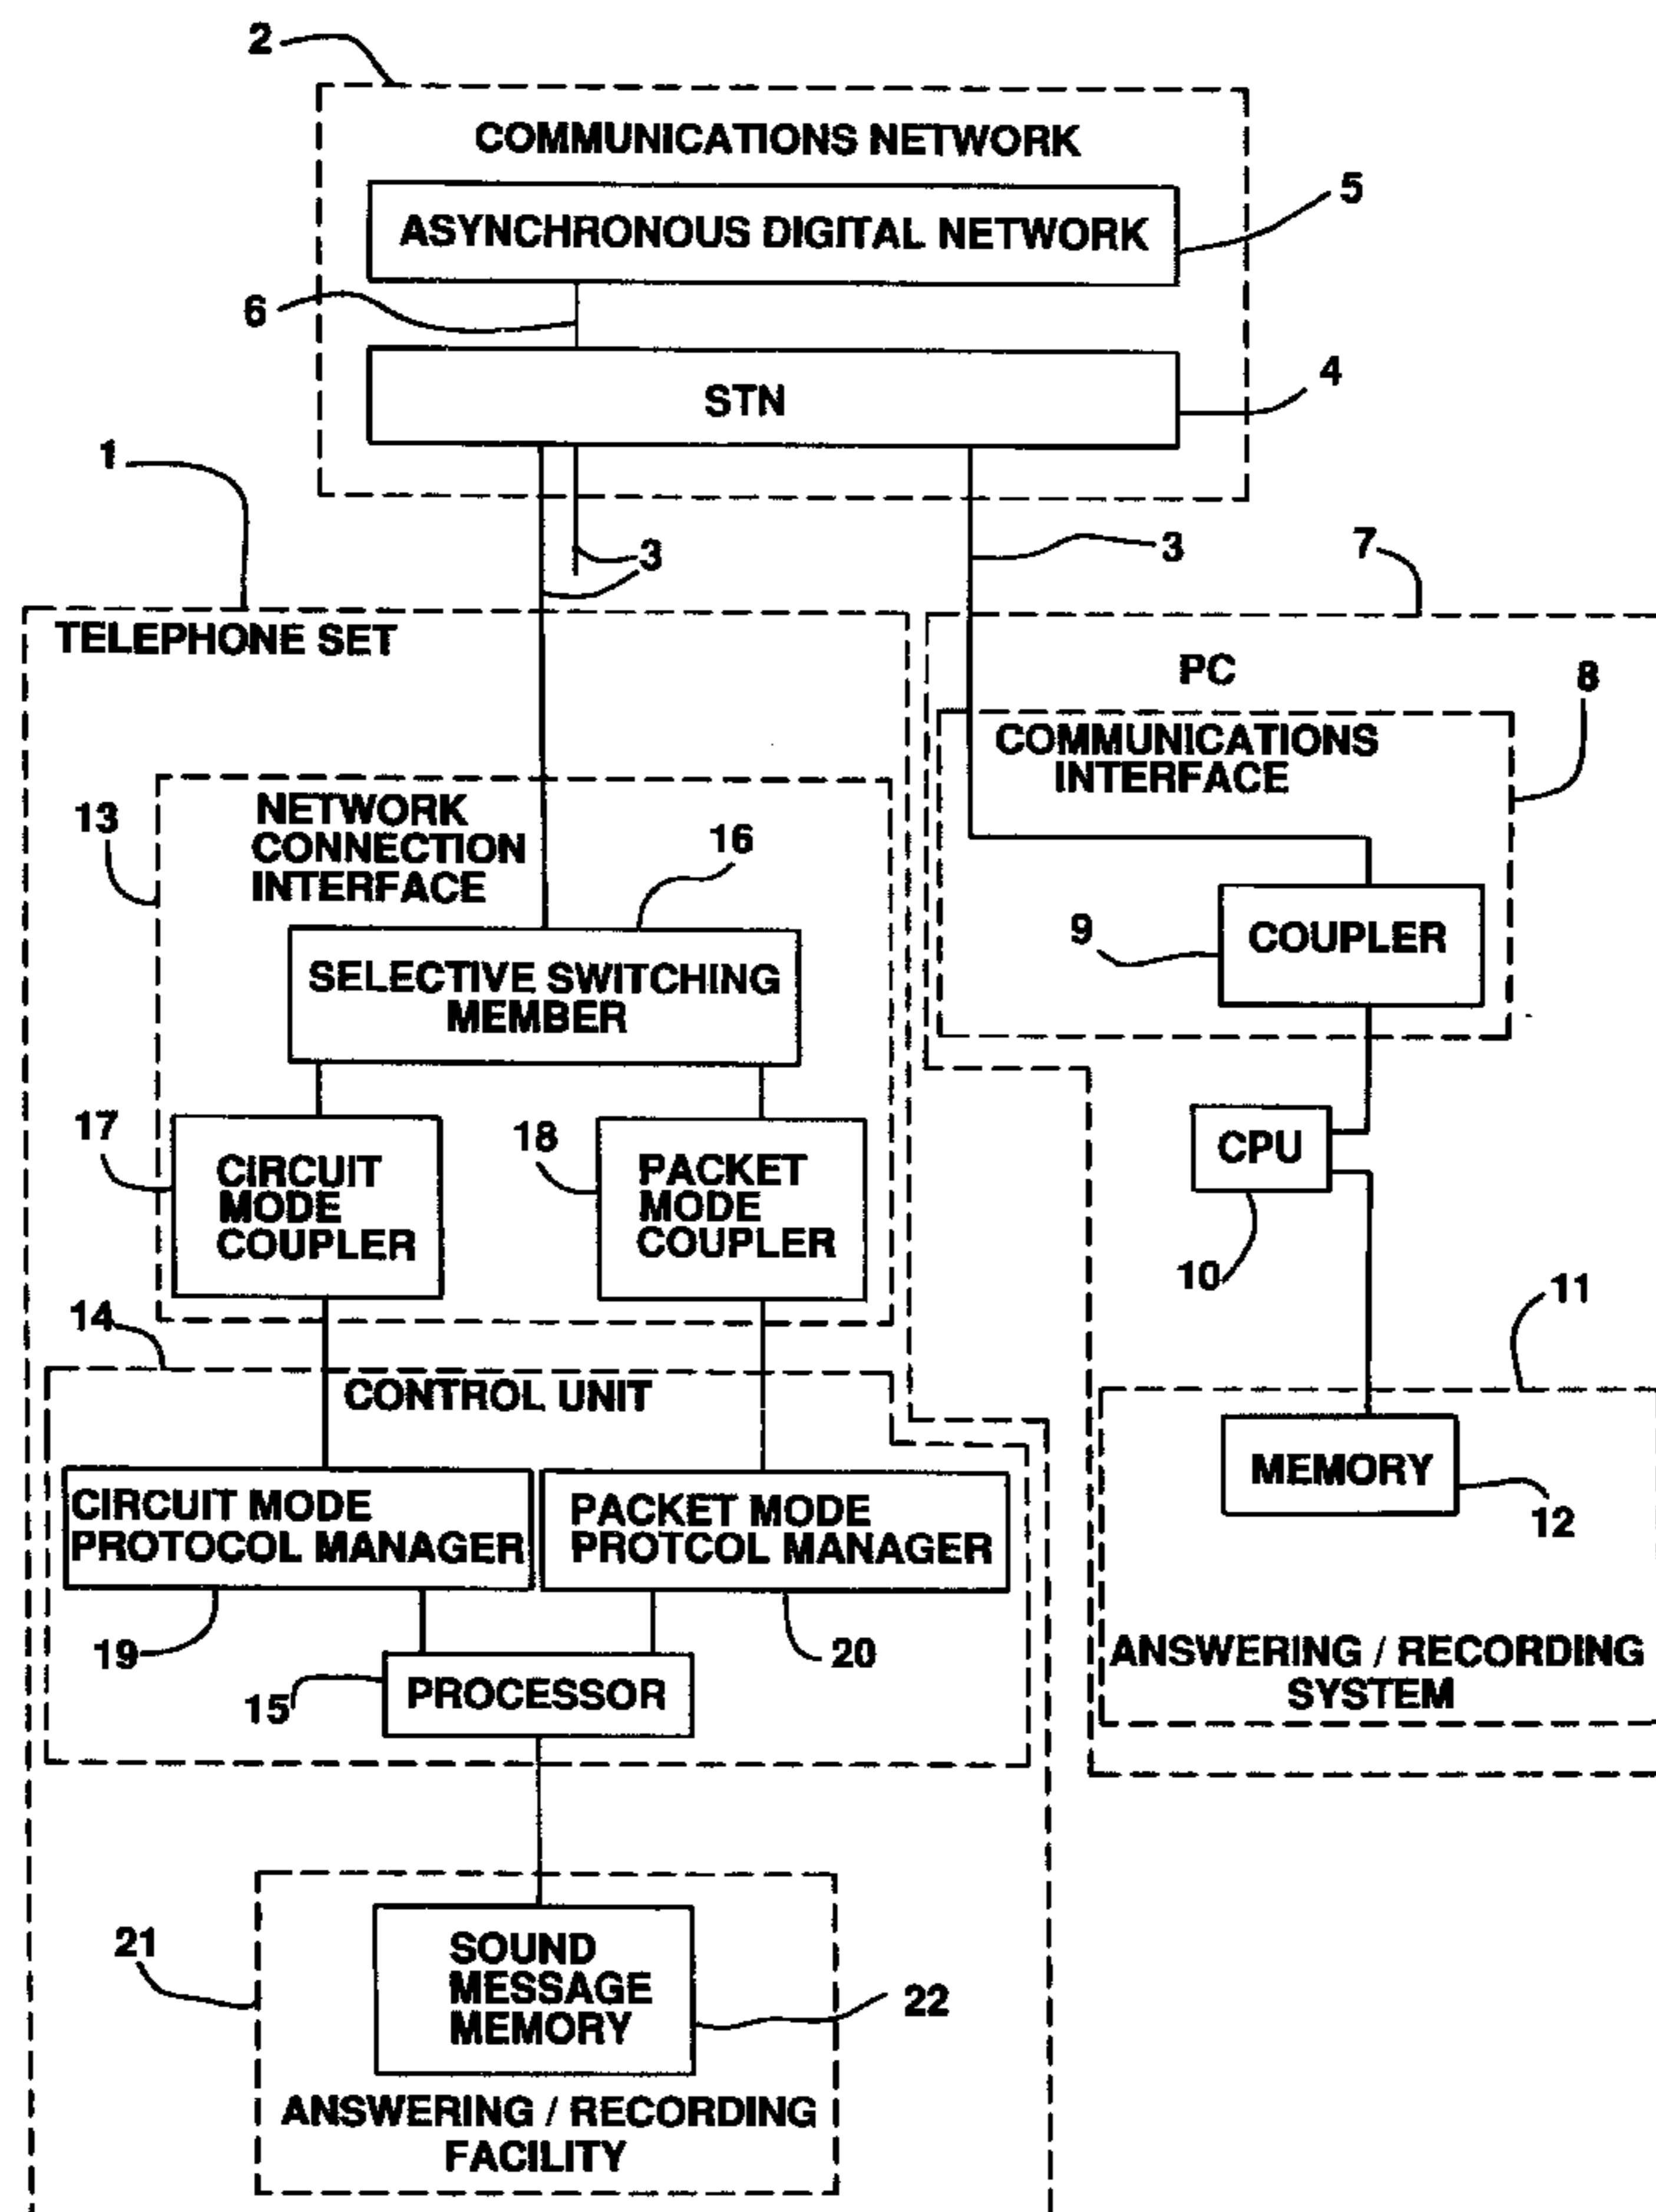 2
COMMUNICATIONS NETWORK
ASYNCHRONOUS DIGITAL NETWORK
5
6
STN
4
1
3
3
7
TELEPHONE SET
PC
8
COMMUNICATIONS
INTERFACE
13
NETWORK
CONNECTION
INTERFACE
16
9
COUPLER
SELECTIVE SWITCHING
MEMBER
17
CIRCUIT
MODE
COUPLER
18
PACKET
MODE
COUPLER
CPU
10
11
14
CONTROL UNIT
MEMORY
12
CIRCUIT MODE
PROTOCOL MANAGER
PACKET MODE
PROTCOL MANAGER
19
20
15
PROCESSOR
ANSWERING / RECORDING
SYSTEM
21
SOUND
MESSAGE
MEMORY
22
ANSWERING / RECORDING
FACILITY